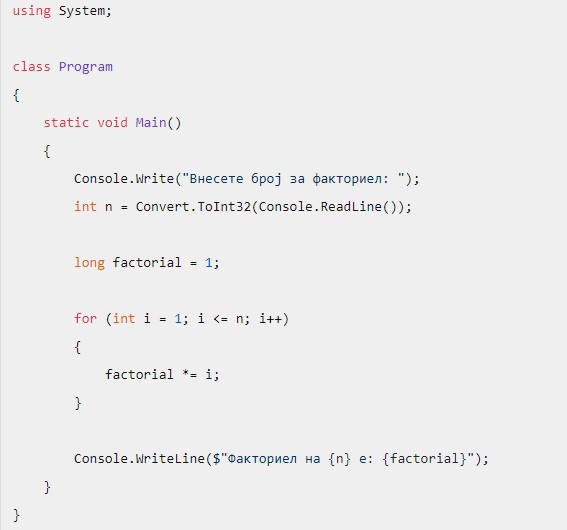 using System;
class Program
{
static void Main()
{
Console.Write("Внесете број за факториел: ");
int n = Convert.ToInt32(Console.ReadLine());
long factorial = 1;
for (int i = 1; i <= n; i++)
{
factorial *= i;
}
Console.WriteLine($"Факториел на {n} е: {factorial}");
}
}